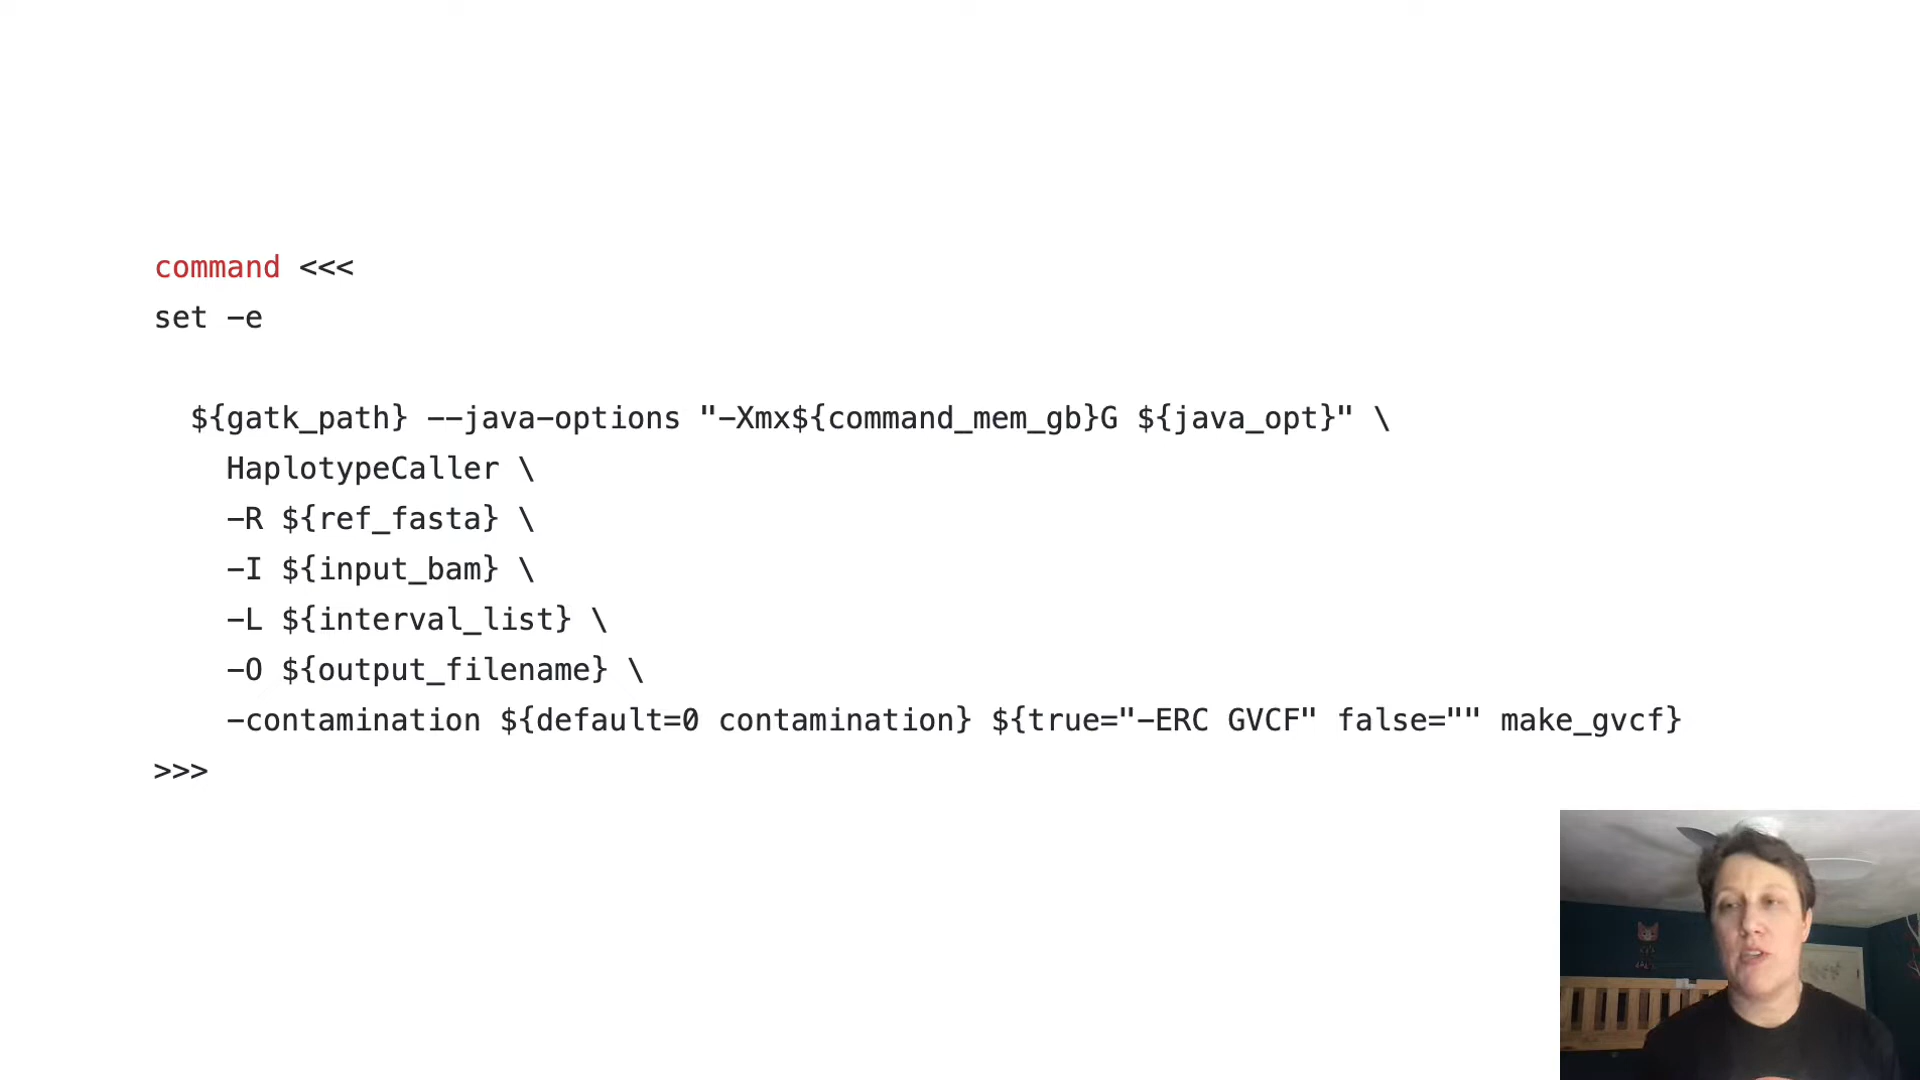 command <<<
set -e
${gatk_path} --java-options "-Xmx${command_mem_gb}G ${java_opt}" \
HaplotypeCaller \
-R ${ref_fasta} \
-I ${input_bam} \
-L ${interval_list} \
-O ${output_filename} \
-contamination ${default=0 contamination} ${true="-ERC GVCF" false="" make_gvcf}
>>>